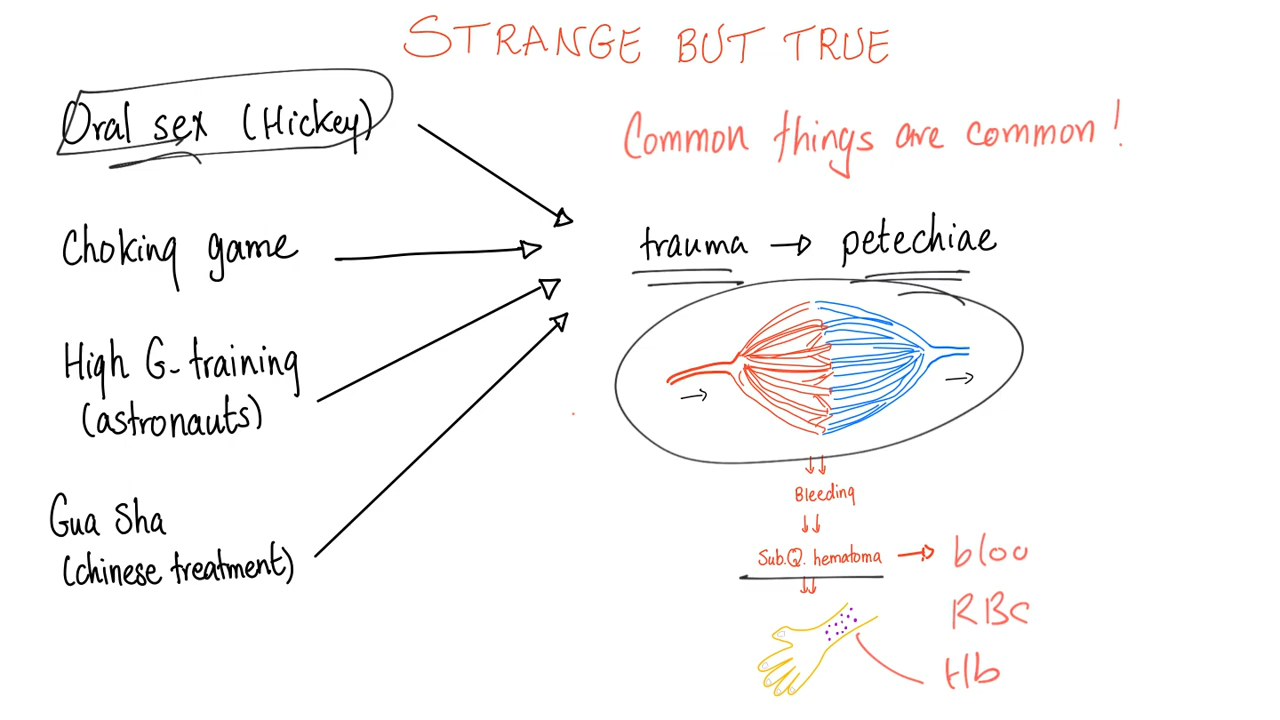 STRANGE BUT TRUE
Oral sex (Hickey)
Common things are common!
Choking game
trauma → petechiae
High G-training
(astronauts)
Bleeding
Gua Sha
(chinese treatment)
Sub.Q. hematoma → bloo
RBC
Hb